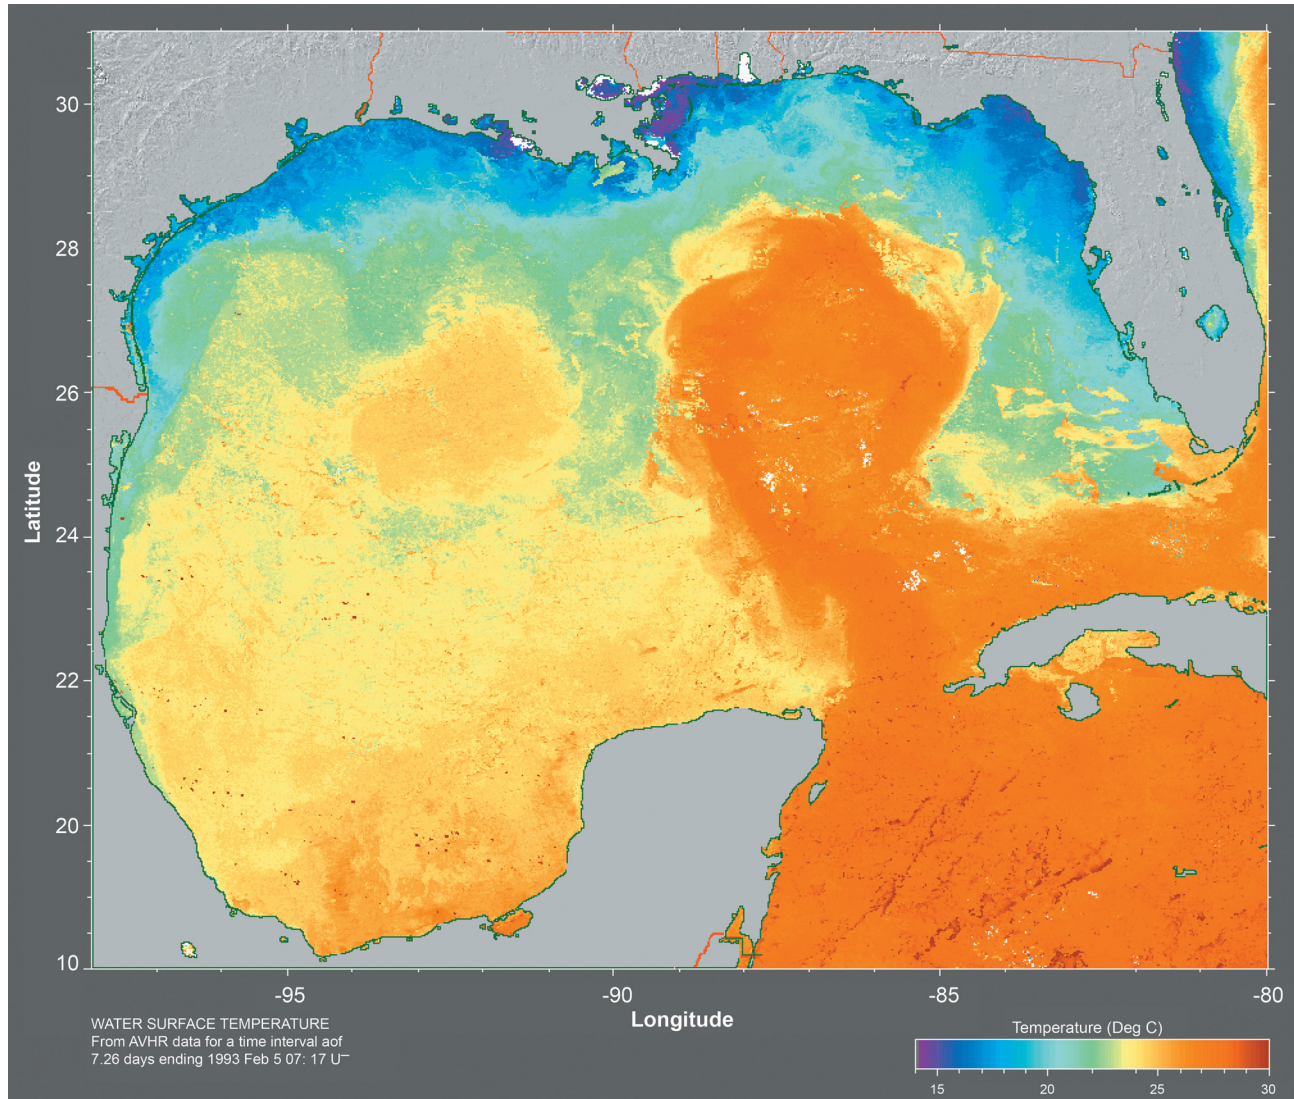 30
28
26
24
22
20
10
Latitude
-95
-90
-85
-80
Longitude
WATER SURFACE TEMPERATURE
From AVHR data for a time interval aof
7.26 days ending 1993 Feb 5 07: 17 U—
Temperature (Deg C)
15
20
25
30